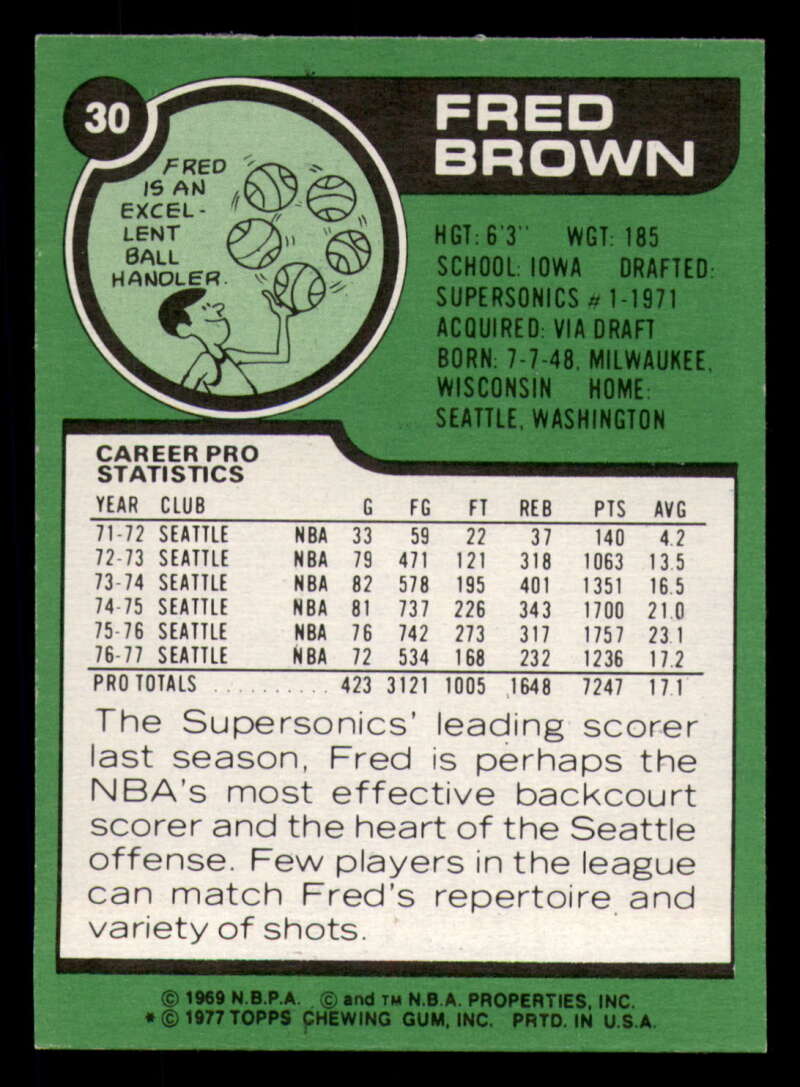 30
FRED
BROWN
FRED
IS AN
EXCEL-
LENT
BALL
HANDLER.
HGT: 6'3" WGT: 185
SCHOOL: IOWA DRAFTED:
SUPERSONICS # 1-1971
ACQUIRED: VIA DRAFT
BORN: 7-7-48, MILWAUKEE,
WISCONSIN HOME:
SEATTLE, WASHINGTON
CAREER PRO
STATISTICS
YEAR CLUB G FG FT REB PTS AVG
71-72 SEATTLE NBA 33 59 22 37 140 4.2
72-73 SEATTLE NBA 79 471 121 318 1063 13.5
73-74 SEATTLE NBA 82 578 195 401 1351 16.5
74-75 SEATTLE NBA 81 737 226 343 1700 21.0
75-76 SEATTLE NBA 76 742 273 317 1757 23.1
76-77 SEATTLE NBA 72 534 168 232 1236 17.2
PRO TOTALS .......... 423 3121 1005 1648 7247 17.1
The Supersonics' leading scorer
last season, Fred is perhaps the
NBA's most effective backcourt
scorer and the heart of the Seattle
offense. Few players in the league
can match Fred's repertoire and
variety of shots.
© 1969 N.B.P.A. © and TM N.B.A. PROPERTIES, INC.
* © 1977 TOPPS CHEWING GUM, INC. PRTD. IN U.S.A.